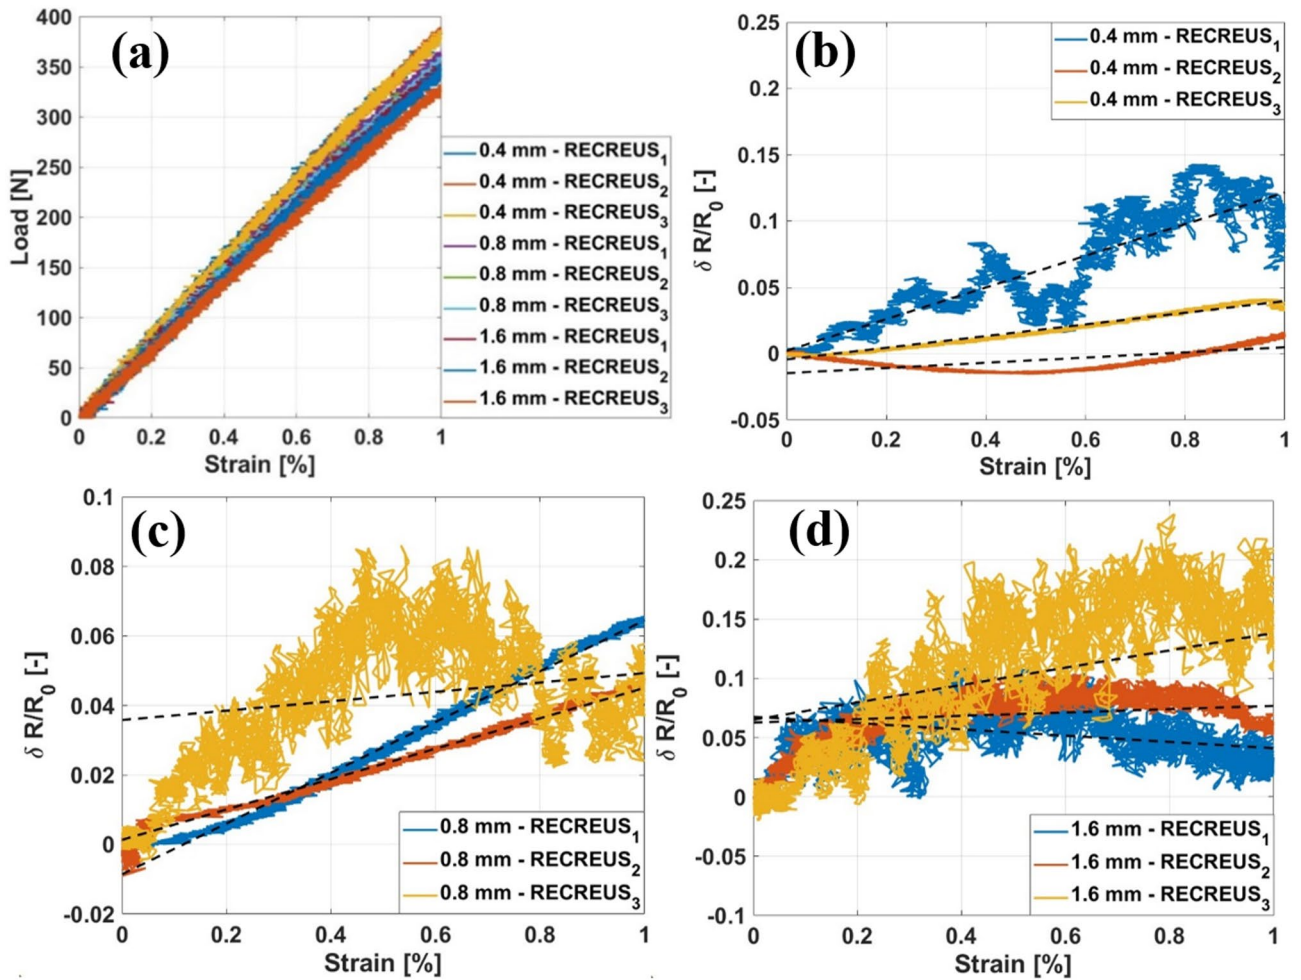 (a)
400
350
300
250
200
150
100
50
0
Load [N]
0 0.2 0.4 0.6 0.8 1
Strain [%]
0.4 mm - RECREUS1
0.4 mm - RECREUS2
0.4 mm - RECREUS3
0.8 mm - RECREUS1
0.8 mm - RECREUS2
0.8 mm - RECREUS3
1.6 mm - RECREUS1
1.6 mm - RECREUS2
1.6 mm - RECREUS3
(b)
0.25
0.2
0.15
0.1
0.05
0
-0.05
δ R/R0 [-]
0 0.2 0.4 0.6 0.8 1
Strain [%]
0.4 mm - RECREUS1
0.4 mm - RECREUS2
0.4 mm - RECREUS3
(c)
0.1
0.08
0.06
0.04
0.02
0
-0.02
δ R/R0 [-]
0 0.2 0.4 0.6 0.8 1
Strain [%]
0.8 mm - RECREUS1
0.8 mm - RECREUS2
0.8 mm - RECREUS3
(d)
0.25
0.2
0.15
0.1
0.05
0
-0.05
-0.1
δ R/R0 [-]
0 0.2 0.4 0.6 0.8 1
Strain [%]
1.6 mm - RECREUS1
1.6 mm - RECREUS2
1.6 mm - RECREUS3